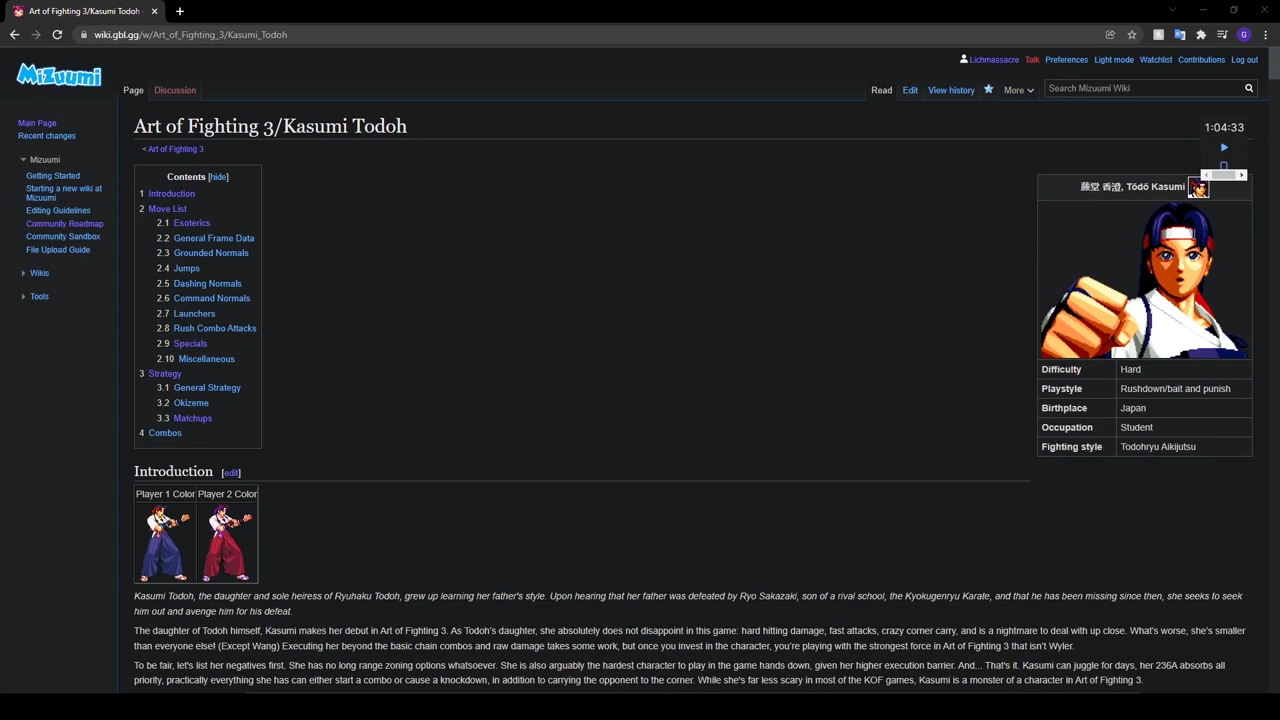 Art of Fighting 3/Kasumi Todoh
wiki.gbl.gg/w/Art_of_Fighting_3/Kasumi_Todoh
G
MiZuumi
Lichmassacre Talk Preferences Light mode Watchlist Contributions Log out
Page Discussion Read Edit View history More Search Mizuumi Wiki
Main Page
Recent changes
Mizuumi
Getting Started
Starting a new wiki at
Mizuumi
Editing Guidelines
Community Roadmap
Community Sandbox
File Upload Guide
Wikis
Tools
Art of Fighting 3/Kasumi Todoh
< Art of Fighting 3
1:04:33
Contents [hide]
1 Introduction
2 Move List
2.1 Esoterics
2.2 General Frame Data
2.3 Grounded Normals
2.4 Jumps
2.5 Dashing Normals
2.6 Command Normals
2.7 Launchers
2.8 Rush Combo Attacks
2.9 Specials
2.10 Miscellaneous
3 Strategy
3.1 General Strategy
3.2 Okizeme
3.3 Matchups
4 Combos
藤堂 香澄, Tōdō Kasumi
Difficulty Hard
Playstyle Rushdown/bait and punish
Birthplace Japan
Occupation Student
Fighting style Todohryu Aikijutsu
Introduction [edit]
Player 1 Color Player 2 Color
Kasumi Todoh, the daughter and sole heiress of Ryuhaku Todoh, grew up learning her father's style. Upon hearing that her father was defeated by Ryo Sakazaki, son of a rival school, the Kyokugenryu Karate, and that he has been missing since then, she seeks to seek
him out and avenge him for his defeat.
The daughter of Todoh himself, Kasumi makes her debut in Art of Fighting 3. As Todoh's daughter, she absolutely does not disappoint in this game: hard hitting damage, fast attacks, crazy corner carry, and is a nightmare to deal with up close. What's worse, she's smaller
than everyone else! (Except Wang) Executing her beyond the basic chain combos and raw damage takes some work, but once you invest in the character, you're playing with the strongest force in Art of Fighting 3 that isn't Wyler.
To be fair, let's list her negatives first. She has no long range zoning options whatsoever. She is also arguably the hardest character to play in the game hands down, given her higher execution barrier. And... That's it. Kasumi can juggle for days, her 236A absorbs all
priority, practically everything she has can either start a combo or cause a knockdown, in addition to carrying the opponent to the corner. While she's far less scary in most of the KOF games, Kasumi is a monster of a character in Art of Fighting 3.